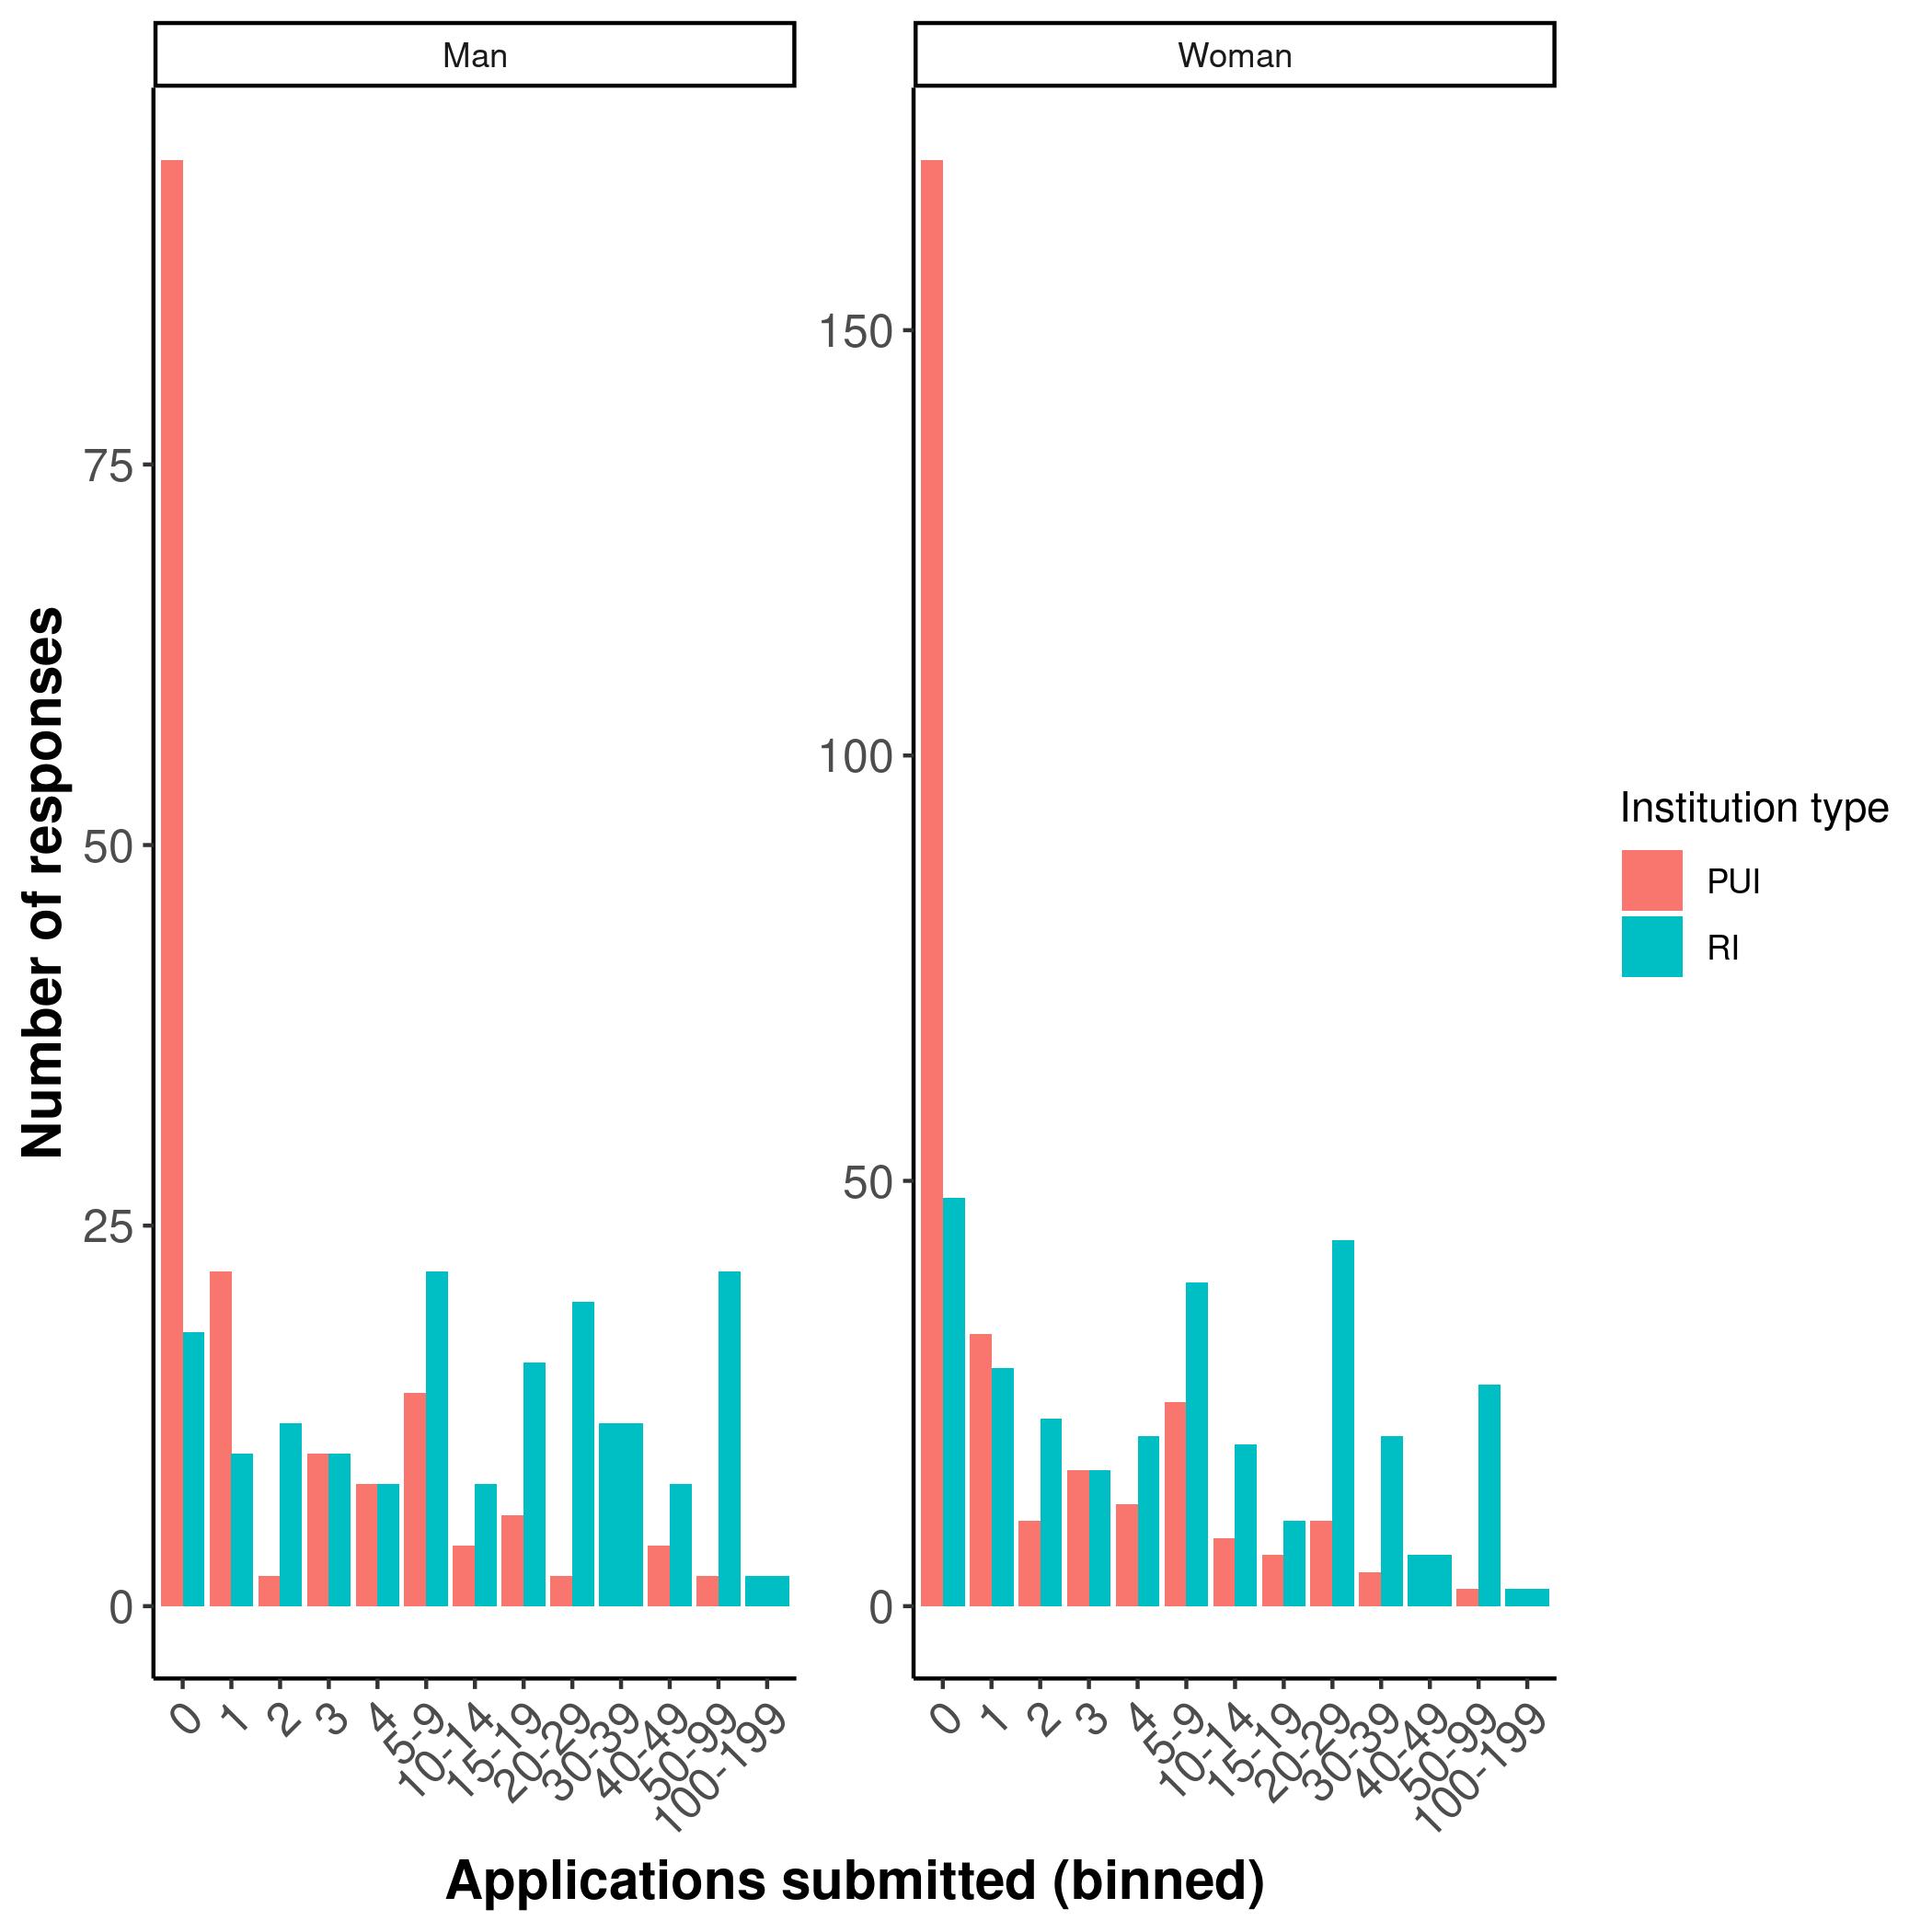 Man
Woman
Number of responses
75
50
25
0
150
100
50
0
0 1 2 3 4 5-9 10-14 15-19 20-29 30-39 40-49 50-99 100-199
0 1 2 3 4 5-9 10-14 15-19 20-29 30-39 40-49 50-99 100-199
Applications submitted (binned)
Institution type
PUI
RI